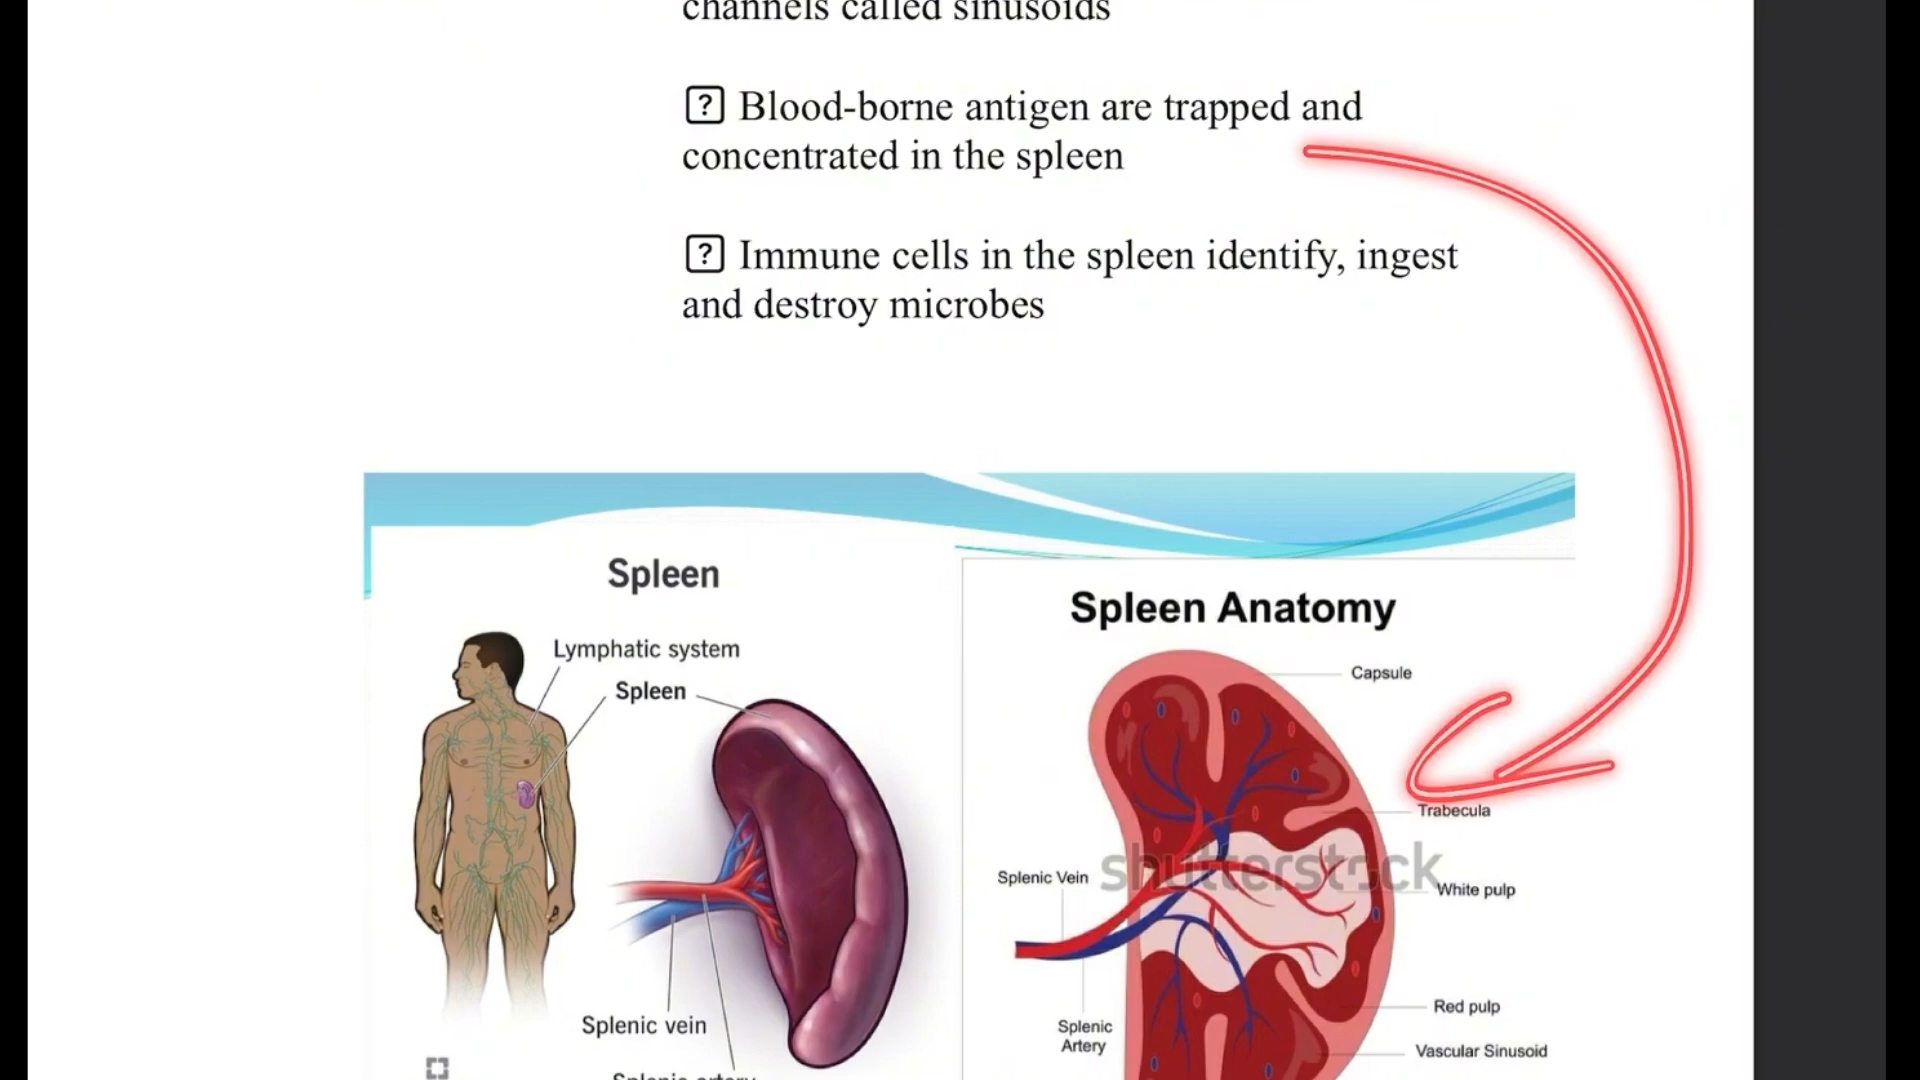 channels called sinusoids
? Blood-borne antigen are trapped and
concentrated in the spleen
? Immune cells in the spleen identify, ingest
and destroy microbes
Spleen
Lymphatic system
Spleen
Splenic vein
Splenic artery
Spleen Anatomy
Capsule
Trabecula
shutterstock
Splenic Vein
White pulp
Red pulp
Splenic
Artery
Vascular Sinusoid